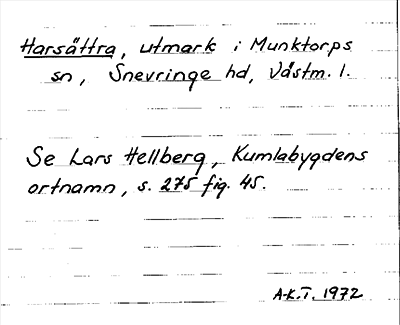 Harsättra, utmark i Munktorps
sn, Snevringe hd, Västm. l.
Se Lars Hellberg, Kumlabygdens
ortnamn, s. 275 fig. 45.
A-K.T. 1972